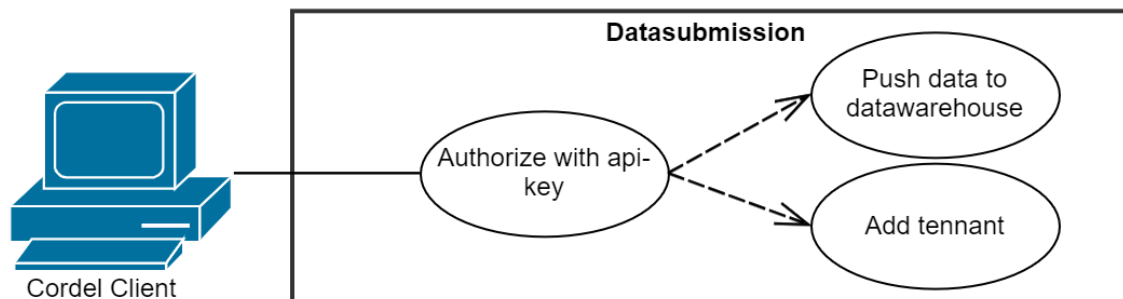 Datasubmission
Push data to
datawarehouse
Authorize with api-
key
Add tennant
Cordel Client